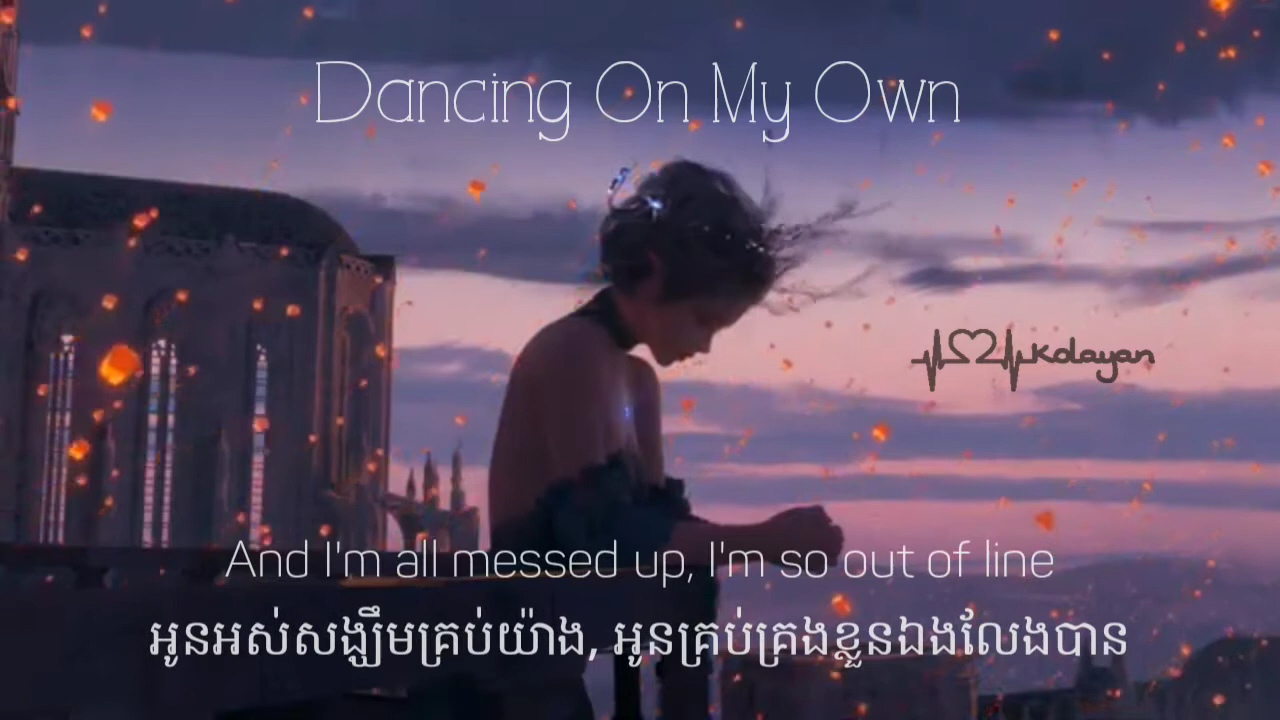 Dancing On My Own
Kolayan
And I'm all messed up, I'm so out of line
អូនអស់សង្ឃឹមគ្រប់យ៉ាង, អូនគ្រប់គ្រងខ្លួនឯងលែងបាន